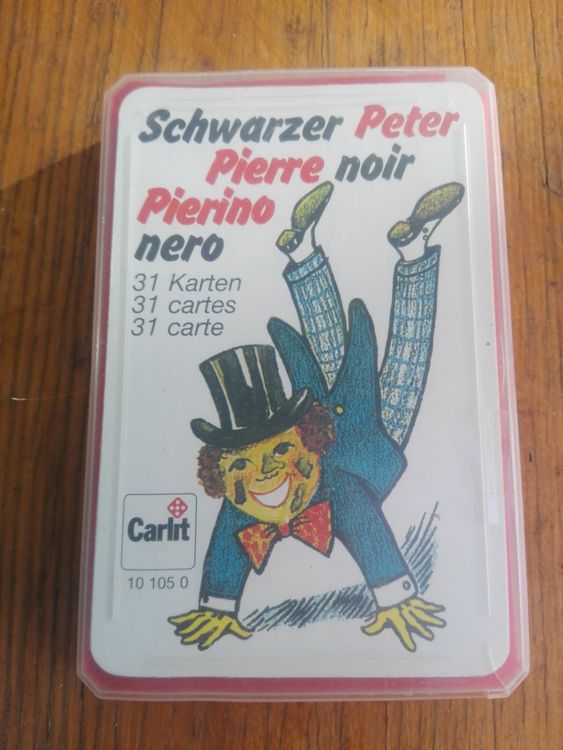 Schwarzer Peter
Pierre noir
Pierino
nero
31 Karten
31 cartes
31 carte
Carlit
10 105 0